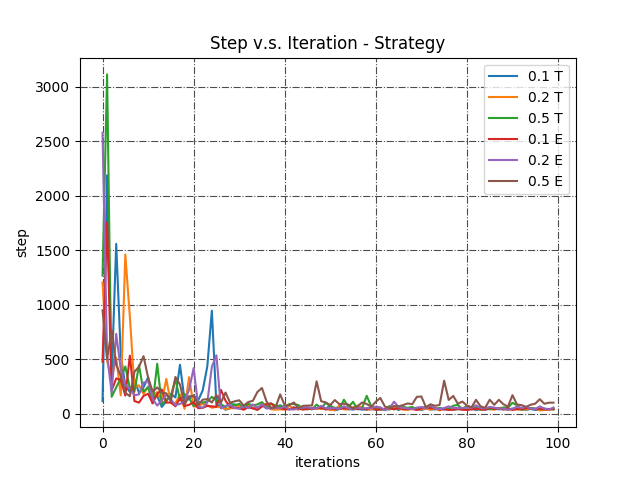 Step v.s. Iteration - Strategy
step
3000
2500
2000
1500
1000
500
0
0.1 T
0.2 T
0.5 T
0.1 E
0.2 E
0.5 E
0 20 40 60 80 100
iterations